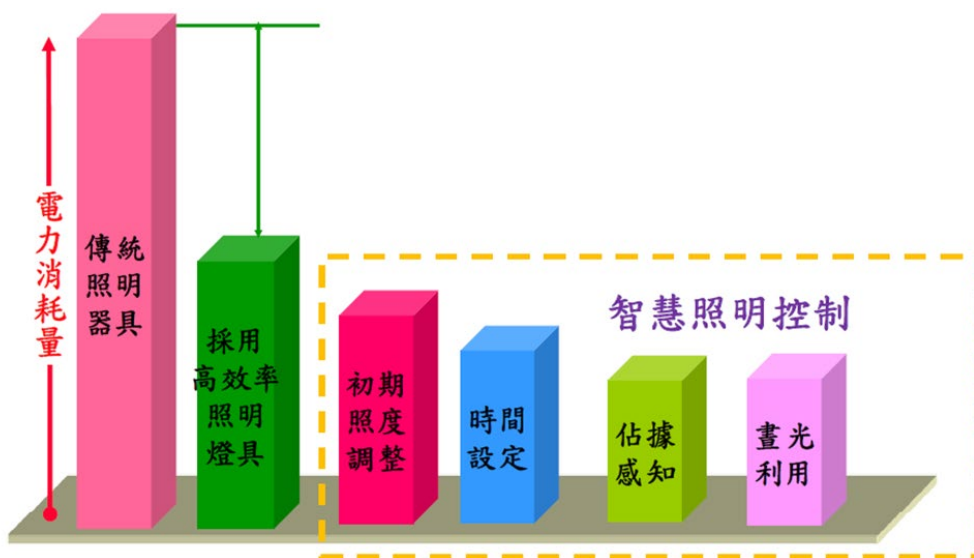 電力消耗量
傳統
照明
器具
採用
高效率
照明
燈具
智慧照明控制
初期
照度
調整
時間
設定
佔據
感知
晝光
利用